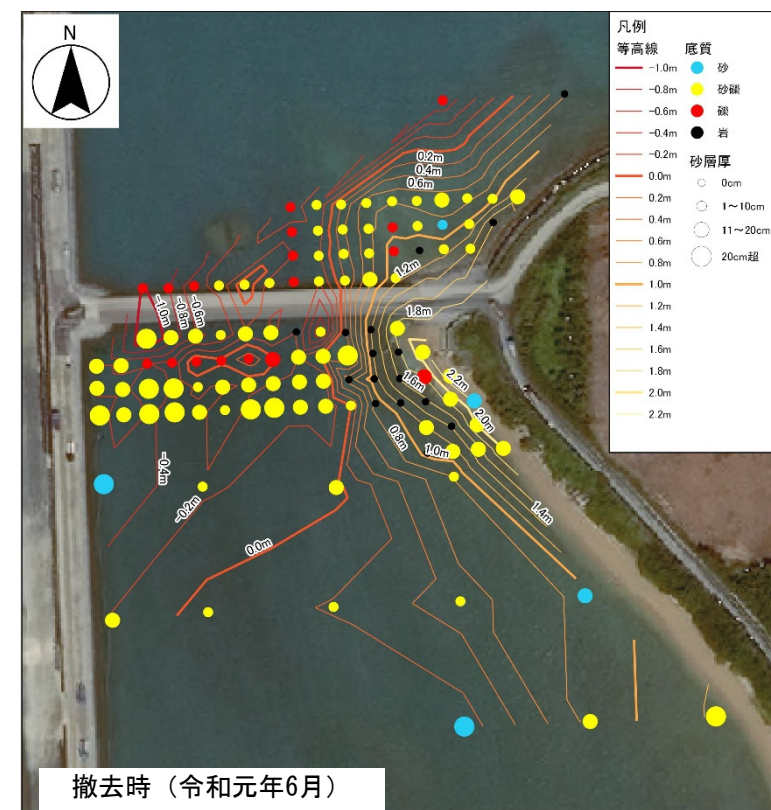 N
凡例
等高線 底質
-1.0m 砂
-0.8m 砂礫
-0.6m 礫
-0.4m 岩
-0.2m 砂層厚
0.0m 0cm
0.2m 1～10cm
0.4m 11～20cm
0.6m 20cm超
0.8m
1.0m
1.2m
1.4m
1.6m
1.8m
2.0m
2.2m
0.2m
0.4m
0.6m
1.2m
-1.0m
-0.8m
-0.6m
1.8m
2.2m
1.6m
2.0m
0.8m
1.0m
-0.4m
-0.2m
1.4m
0.0m
撤去時（令和元年6月）